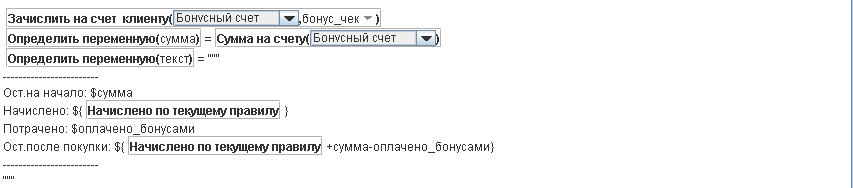 Зачислить на счет клиенту(Бонусный счет,бонус_чек)
Определить переменную(сумма) = Сумма на счету(Бонусный счет)
Определить переменную(текст) = """
------------------------
Ост.на начало: $сумма
Начислено: ${ Начислено по текущему правилу }
Потрачено: $оплачено_бонусами
Ост.после покупки: ${ Начислено по текущему правилу +сумма-оплачено_бонусами}
------------------------
"""